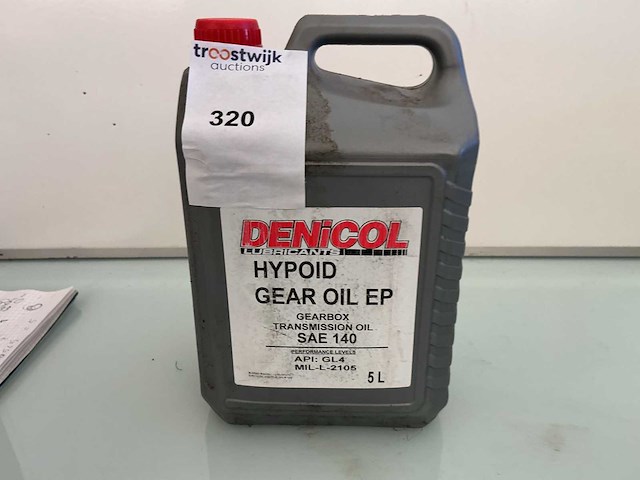 troostwijk
auctions
320
DENiCOL
LUBRICANTS
HYPOID
GEAR OIL EP
GEARBOX
TRANSMISSION OIL
SAE 140
PERFORMANCE LEVELS
API: GL4
MIL-L-2105
5 L